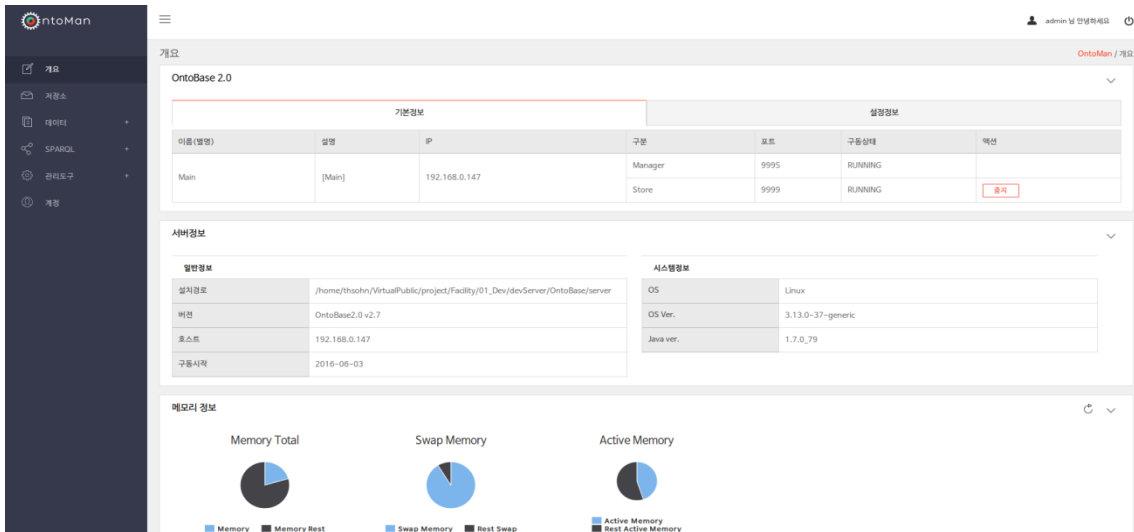 OntoMan
admin 님 안녕하세요
개요
저장소
데이터 +
SPARQL +
관리도구 +
계정
개요
OntoMan / 개요
OntoBase 2.0
기본정보 설정정보
이름(별명) 설명 IP 구분 포트 구동상태 액션
Main [Main] 192.168.0.147
Manager 9995 RUNNING
Store 9999 RUNNING 중지
서버정보
일반정보
설치경로 /home/thsohn/VirtualPublic/project/Facility/01_Dev/devServer/OntoBase/server
버젼 OntoBase2.0 v2.7
호스트 192.168.0.147
구동시작 2016-06-03
시스템정보
OS Linux
OS Ver. 3.13.0-37-generic
Java ver. 1.7.0_79
메모리 정보
Memory Total
Memory Memory Rest
Swap Memory
Swap Memory Rest Swap
Active Memory
Active Memory
Rest Active Memory